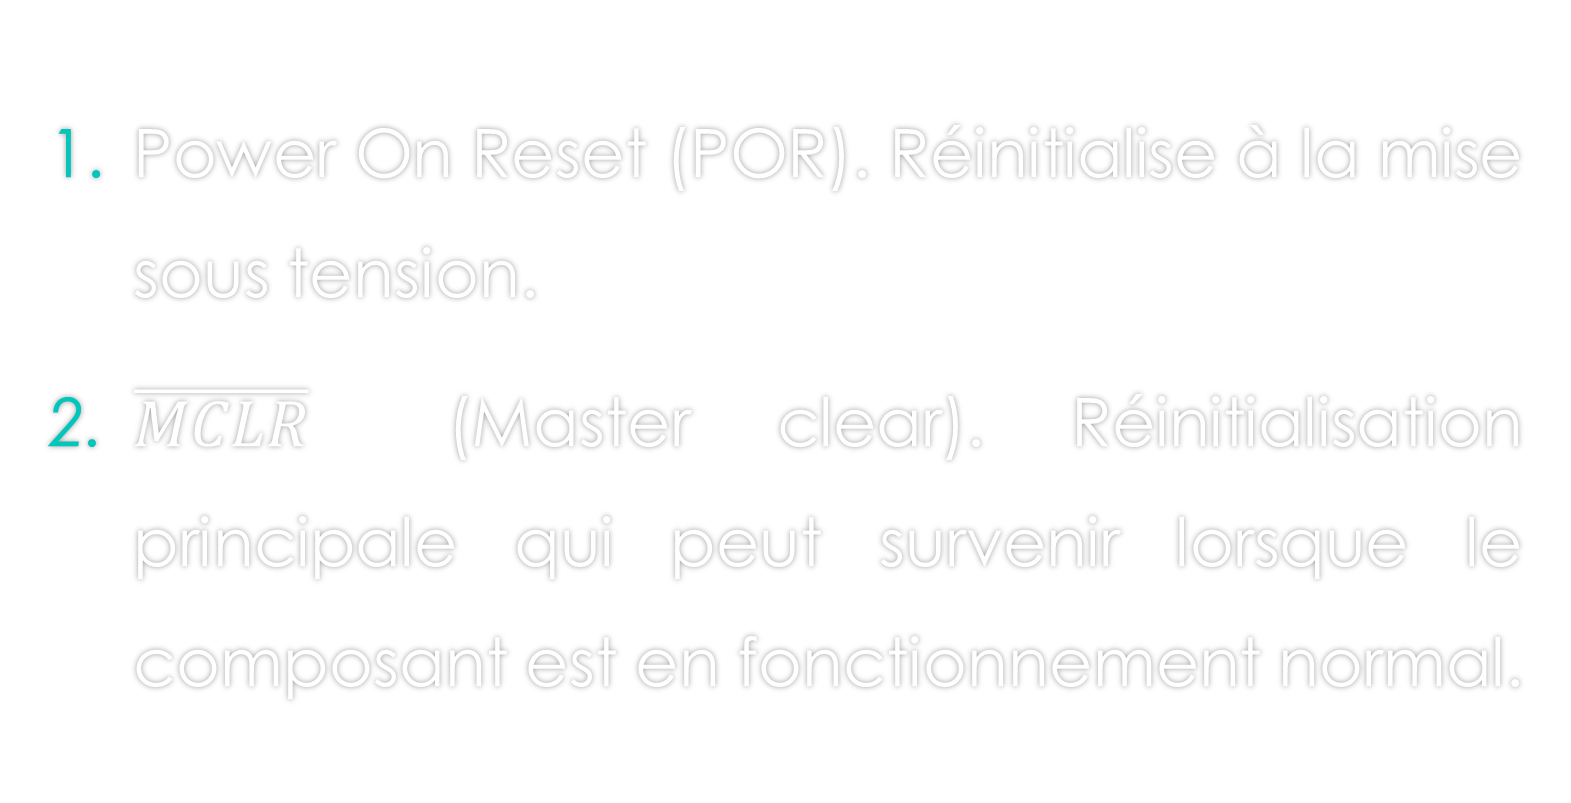 1. Power On Reset (POR). Réinitialise à la mise
sous tension.
2. $\overline{MCLR}$ (Master clear). Réinitialisation
principale qui peut survenir lorsque le
composant est en fonctionnement normal.